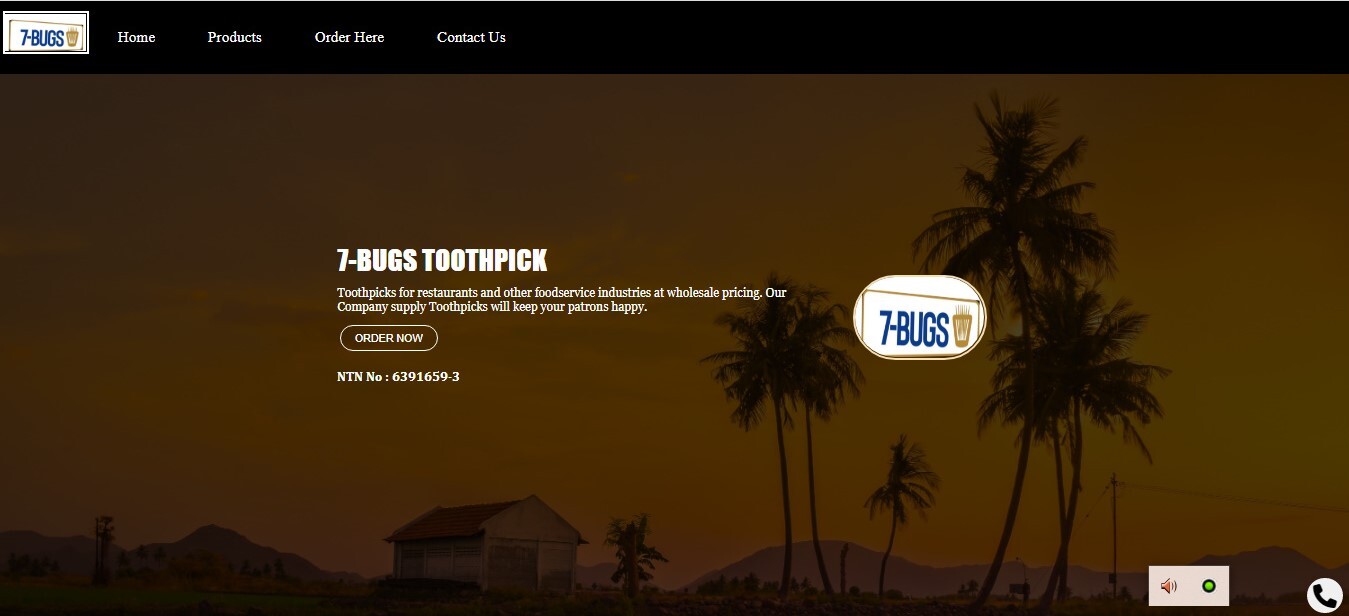 7-BUGS
Home
Products
Order Here
Contact Us
7-BUGS TOOTHPICK
Toothpicks for restaurants and other foodservice industries at wholesale pricing. Our
Company supply Toothpicks will keep your patrons happy.
ORDER NOW
NTN No : 6391659-3
7-BUGS